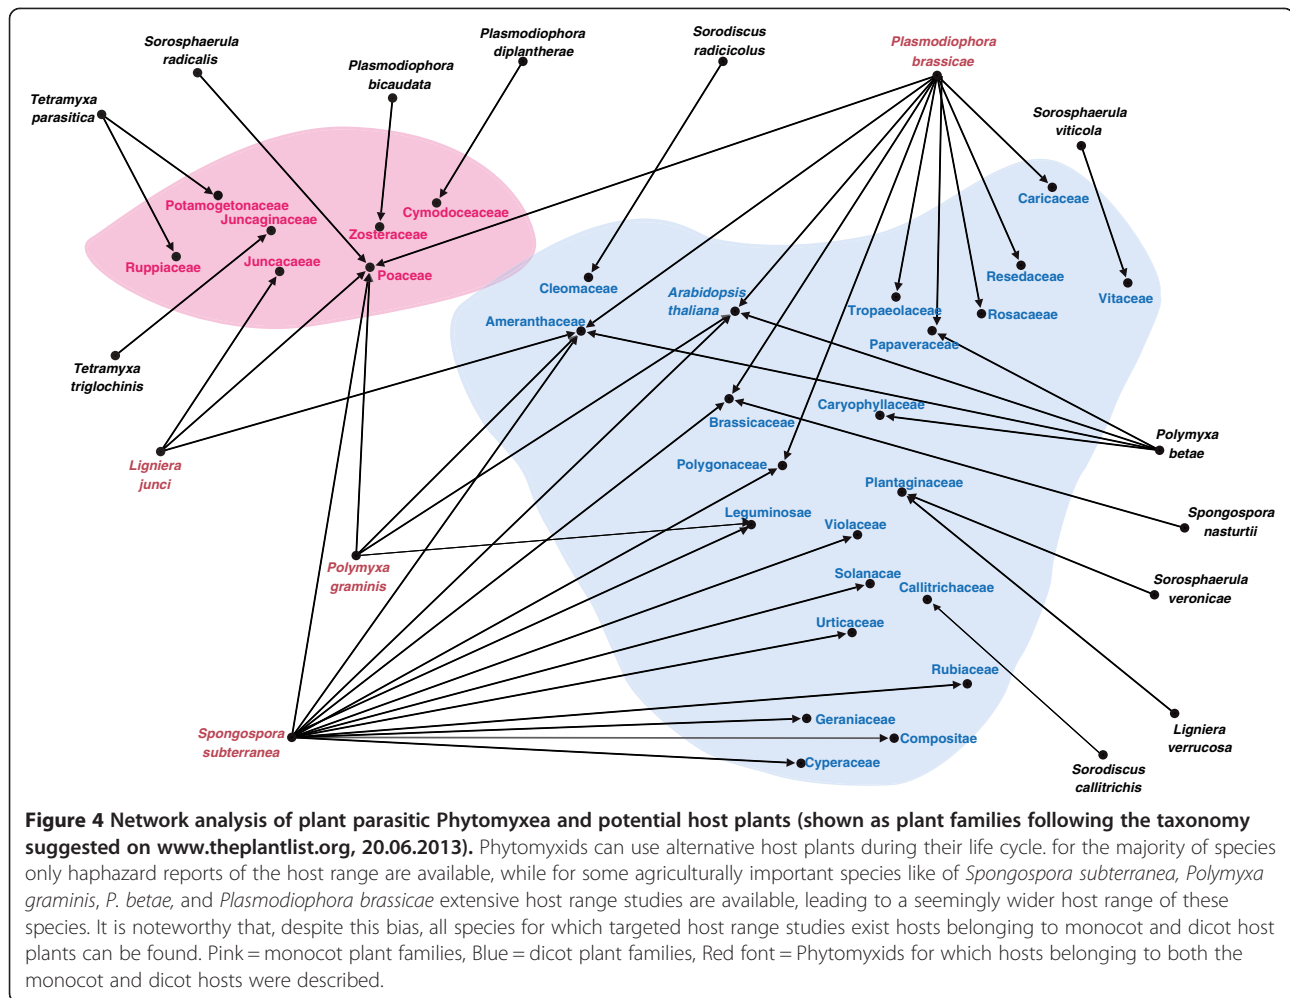 Sorosphaerula
radicalis
Plasmodiophora
bicaudata
Plasmodiophora
diplantherae
Sorodiscus
radicicolus
Plasmodiophora
brassicae
Tetramyxa
parasitica
Sorosphaerula
viticola
Potamogetonaceae
Juncaginaceae
Cymodoceaceae
Zosteraceae
Ruppiaceae
Juncacaeae
Poaceae
Caricaceae
Resedaceae
Vitaceae
Cleomaceae
Arabidopsis
thaliana
Tropaeolaceae
Rosacaeae
Ameranthaceae
Papaveraceae
Tetramyxa
triglochinis
Caryophyllaceae
Brassicaceae
Polymyxa
betae
Ligniera
junci
Polygonaceae
Plantaginaceae
Leguminosae
Violaceae
Spongospora
nasturtii
Polymyxa
graminis
Solanacae
Callitrichaceae
Sorosphaerula
veronicae
Urticaceae
Rubiaceae
Spongospora
subterranea
Geraniaceae
Compositae
Cyperaceae
Ligniera
verrucosa
Sorodiscus
callitrichis
Figure 4 Network analysis of plant parasitic Phytomyxea and potential host plants (shown as plant families following the taxonomy
suggested on www.theplantlist.org, 20.06.2013). Phytomyxids can use alternative host plants during their life cycle. for the majority of species
only haphazard reports of the host range are available, while for some agriculturally important species like of Spongospora subterranea, Polymyxa
graminis, P. betae, and Plasmodiophora brassicae extensive host range studies are available, leading to a seemingly wider host range of these
species. It is noteworthy that, despite this bias, all species for which targeted host range studies exist hosts belonging to monocot and dicot host
plants can be found. Pink = monocot plant families, Blue = dicot plant families, Red font = Phytomyxids for which hosts belonging to both the
monocot and dicot hosts were described.